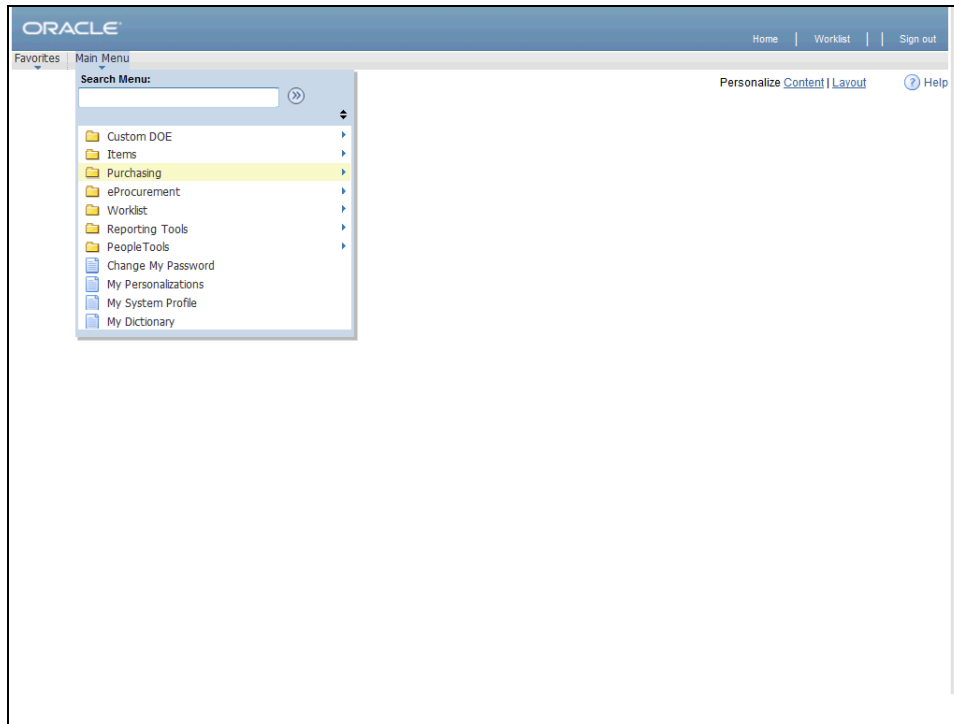 ORACLE
Home | Worklist | | Sign out
Favorites Main Menu
Search Menu:
Personalize Content | Layout ? Help
Custom DOE
Items
Purchasing
eProcurement
Worklist
Reporting Tools
PeopleTools
Change My Password
My Personalizations
My System Profile
My Dictionary